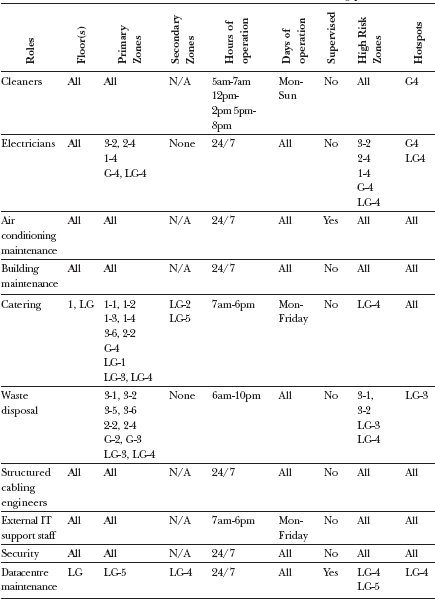 Roles Floor(s) Primary Zones Secondary Zones Hours of operation Days of operation Supervised High Risk Zones Hotspots
Cleaners All All N/A 5am-7am Mon- No All G4
12pm- Sun
2pm 5pm-
8pm
Electricians All 3-2, 2-4 None 24/7 All No 3-2 G4
1-4 2-4 LG4
G-4, LG-4 1-4
G-4
LG-4
Air All All N/A 24/7 All Yes All All
conditioning
maintenance
Building All All N/A 24/7 All No All All
maintenance
Catering 1, LG 1-1, 1-2 LG-2 7am-6pm Mon- No LG-4 All
1-3, 1-4 LG-5 Friday
3-6, 2-2
G-4
LG-1
LG-3, LG-4
Waste 3-1, 3-2 None 6am-10pm All No 3-1, LG-3
disposal 3-5, 3-6 3-2
2-2, 2-4 LG-3
G-2, G-3 LG-4
LG-3, LG-4
Structured All All N/A 24/7 All No All All
cabling
engineers
External IT All All N/A 7am-6pm Mon- No All All
support staff Friday
Security All All N/A 24/7 All No All All
Datacentre LG LG-5 LG-4 24/7 All Yes LG-4 LG-4
maintenance LG-5